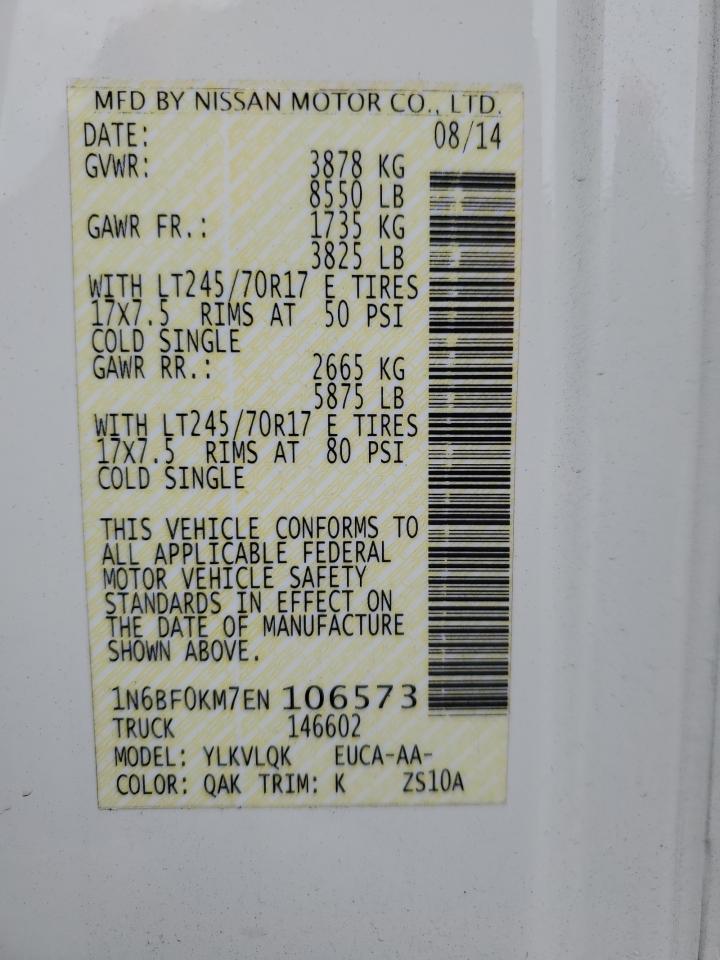 MFD BY NISSAN MOTOR CO., LTD.
DATE: 08/14
GVWR: 3878 KG
8550 LB
GAWR FR.: 1735 KG
3825 LB
WITH LT245/70R17 E TIRES
17X7.5 RIMS AT 50 PSI
COLD SINGLE
GAWR RR.: 2665 KG
5875 LB
WITH LT245/70R17 E TIRES
17X7.5 RIMS AT 80 PSI
COLD SINGLE
THIS VEHICLE CONFORMS TO
ALL APPLICABLE FEDERAL
MOTOR VEHICLE SAFETY
STANDARDS IN EFFECT ON
THE DATE OF MANUFACTURE
SHOWN ABOVE.
1N6BF0KM7EN 106573
TRUCK 146602
MODEL: YLKVLQK EUCA-AA-
COLOR: QAK TRIM: K ZS10A